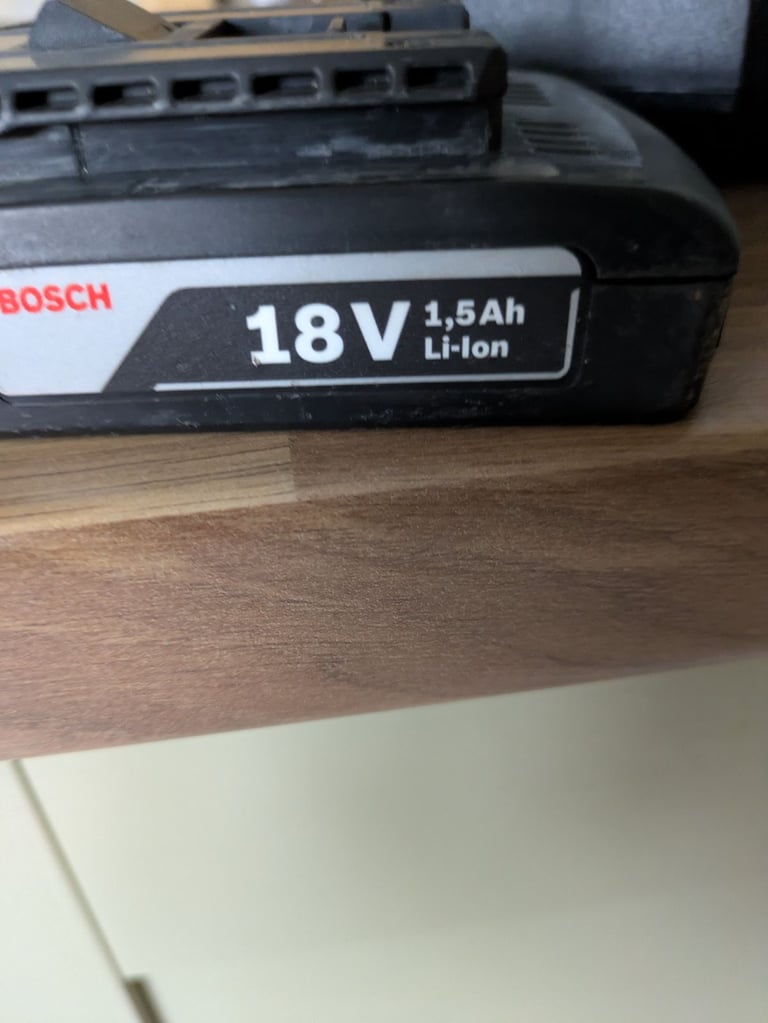 BOSCH
18V
1,5Ah
Li-Ion